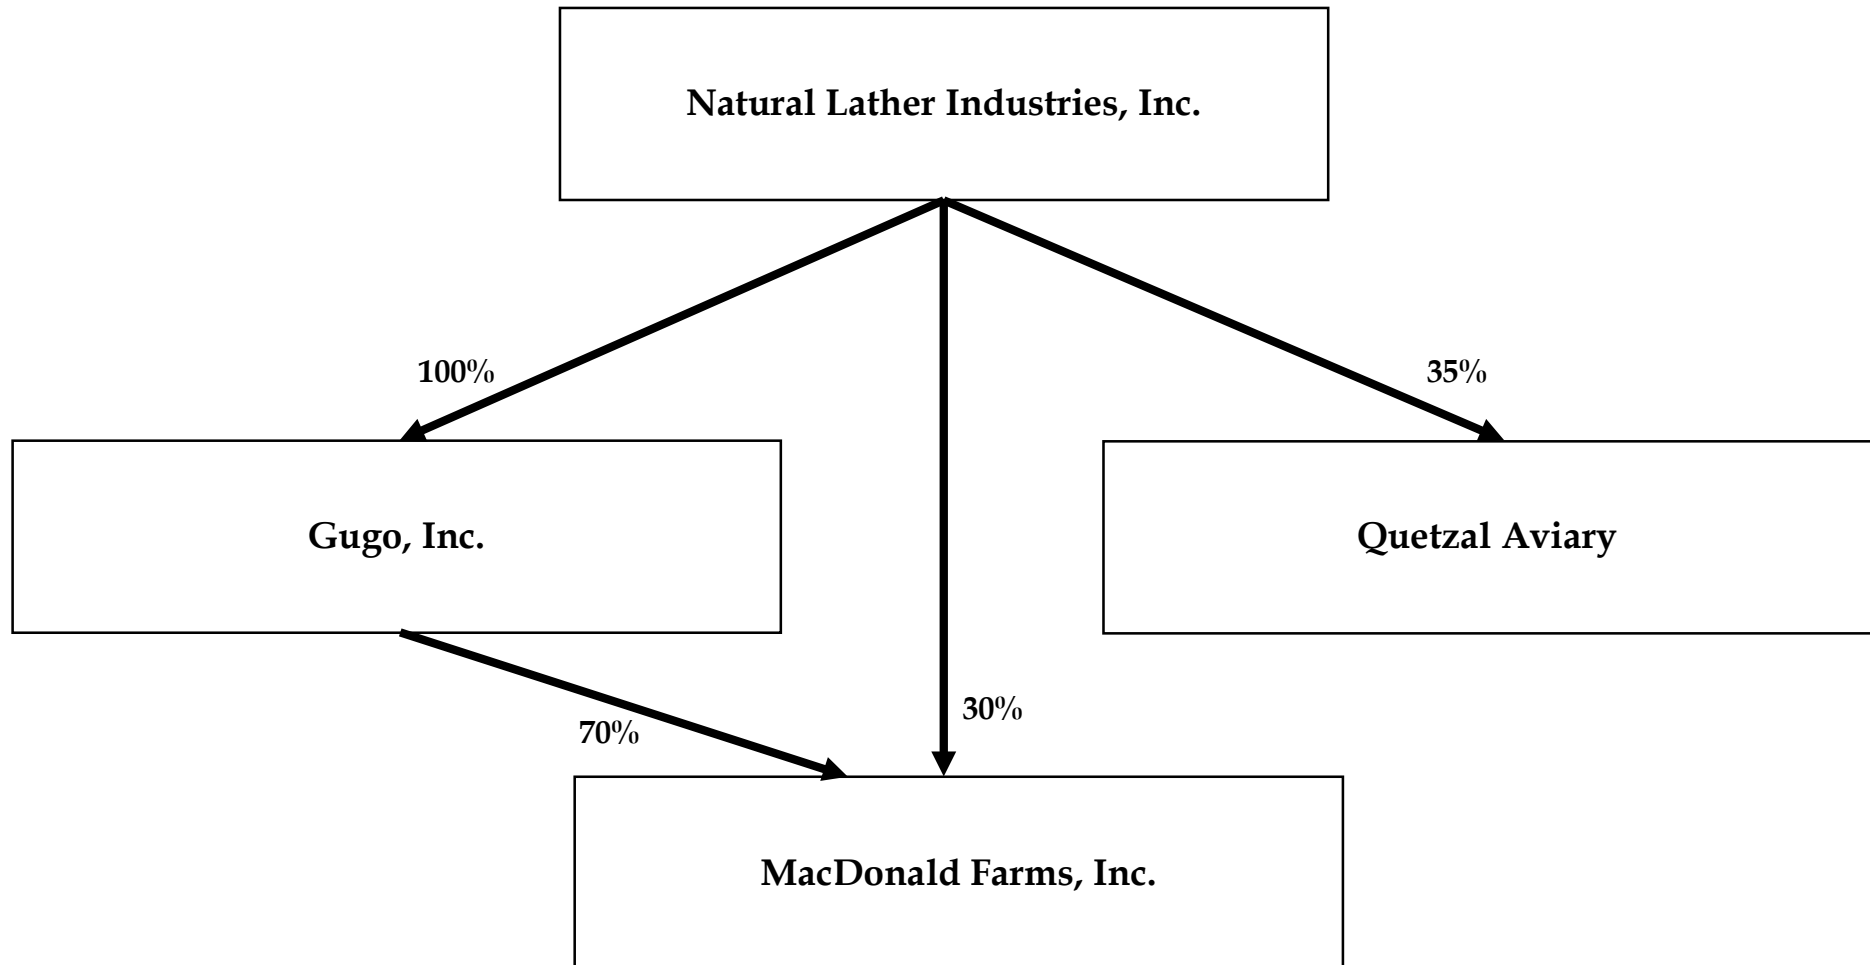 Natural Lather Industries, Inc.
100%
35%
Gugo, Inc.
Quetzal Aviary
70%
30%
MacDonald Farms, Inc.